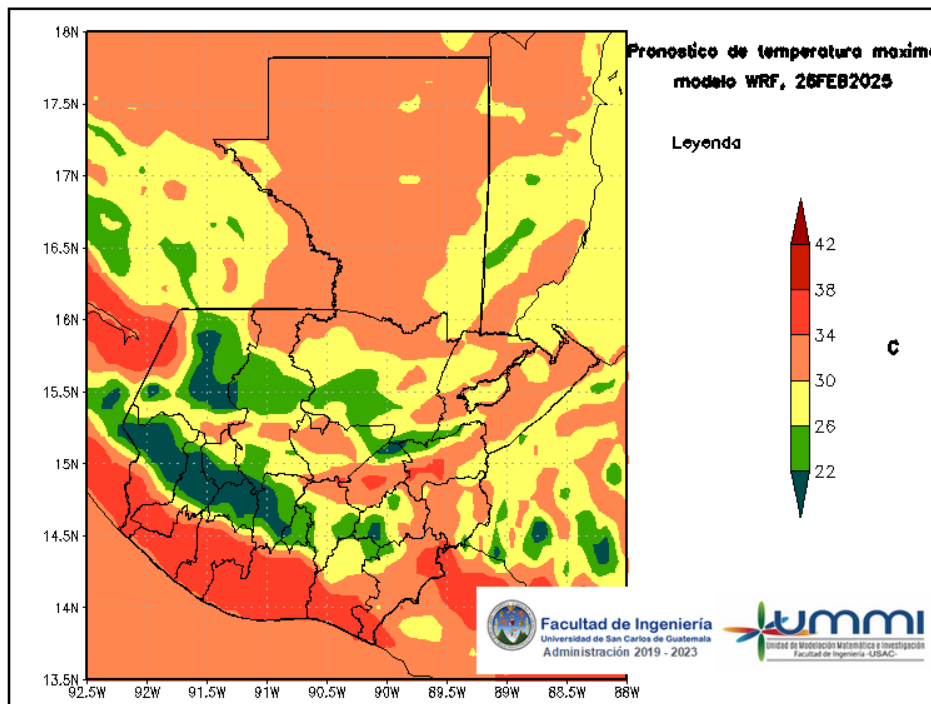 18N
17.5N
17N
16.5N
16N
15.5N
15N
14.5N
14N
13.5N
92.5W
92W
91.5W
91W
90.5W
90W
89.5W
89W
88.5W
88W
Pronostico de temperatura maxima
modelo WRF, 26FEB2025
Leyenda
42
38
34
30
26
22
C
Facultad de Ingeniería
Universidad de San Carlos de Guatemala
Administración 2019 - 2023
ummi
Unidad de Modelación Matemática e Investigación
Facultad de Ingeniería -USAC-